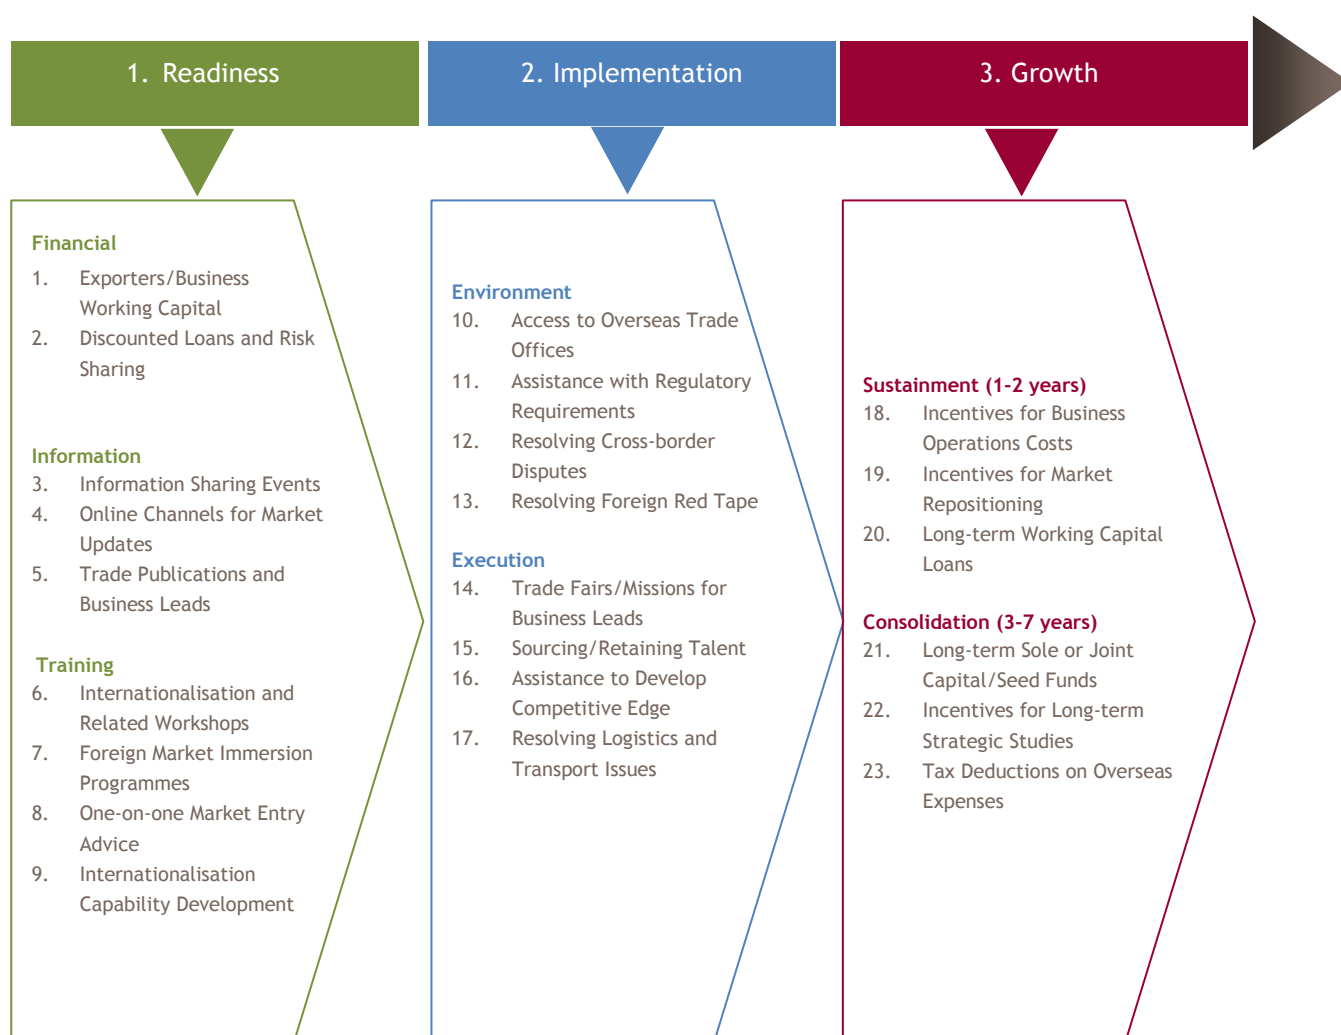 1. Readiness
2. Implementation
3. Growth
Financial
1. Exporters/Business
Working Capital
2. Discounted Loans and Risk
Sharing
Information
3. Information Sharing Events
4. Online Channels for Market
Updates
5. Trade Publications and
Business Leads
Training
6. Internationalisation and
Related Workshops
7. Foreign Market Immersion
Programmes
8. One-on-one Market Entry
Advice
9. Internationalisation
Capability Development
Environment
10. Access to Overseas Trade
Offices
11. Assistance with Regulatory
Requirements
12. Resolving Cross-border
Disputes
13. Resolving Foreign Red Tape
Execution
14. Trade Fairs/Missions for
Business Leads
15. Sourcing/Retaining Talent
16. Assistance to Develop
Competitive Edge
17. Resolving Logistics and
Transport Issues
Sustainment (1-2 years)
18. Incentives for Business
Operations Costs
19. Incentives for Market
Repositioning
20. Long-term Working Capital
Loans
Consolidation (3-7 years)
21. Long-term Sole or Joint
Capital/Seed Funds
22. Incentives for Long-term
Strategic Studies
23. Tax Deductions on Overseas
Expenses